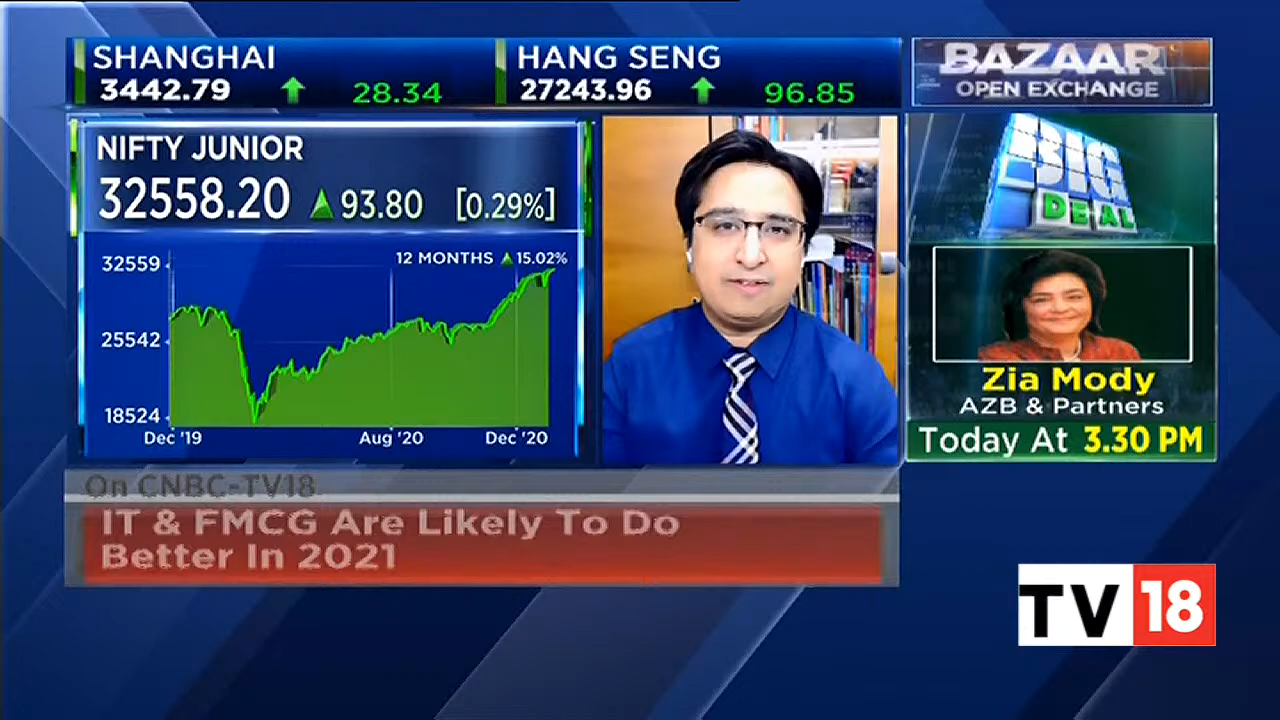 SHANGHAI
3442.79 28.34
HANG SENG
27243.96 96.85
BAZAAR
OPEN EXCHANGE
NIFTY JUNIOR
32558.20 93.80 [0.29%]
12 MONTHS 15.02%
32559
25542
18524
Dec '19 Aug '20 Dec '20
BIG
DEAL
Zia Mody
AZB & Partners
Today At 3.30 PM
On CNBC-TV18
IT & FMCG Are Likely To Do
Better In 2021
TV18